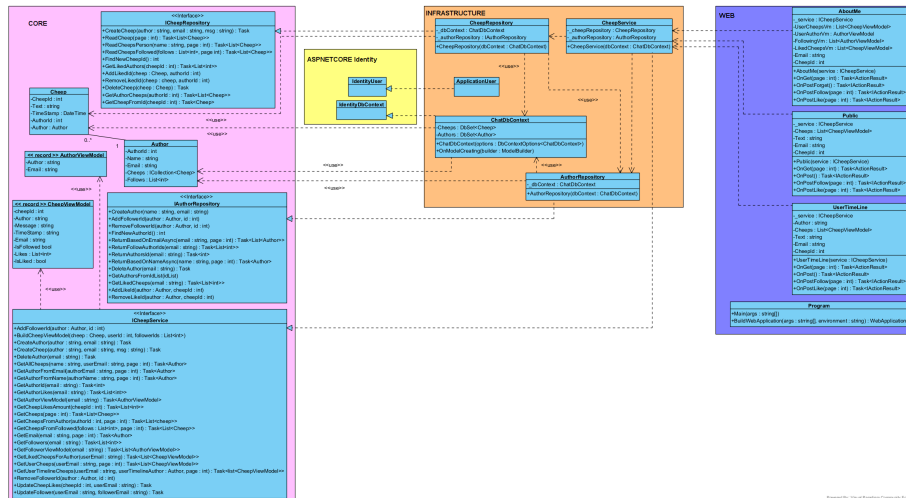 CORE
<<Interface>>
ICheepRepository
+CreateCheep(author : string, email : string, msg : string) : Task
+ReadCheep(page : int) : Task<List<Cheep>>
+ReadCheepsPerson(name : string, page : int) : Task<List<Cheep>>
+ReadCheepsFollowed(follows : List<int>, page : int) : Task<List<Cheep>>
+FindNewCheepId() : int
+GetLikedAuthors(cheepId : int) : Task<List<int>>
+AddLikedId(cheep : Cheep, authorId : int)
+RemoveLikedId(cheep : cheep, authorId : int)
+DeleteCheep(cheep : Cheep) : Task
+GetAuthorCheeps(authorId : int) : Task<List<Cheep>>
+GetCheepFromId(cheepId : int) : Task<Cheep>
Cheep
-CheepId : int
-Text : string
-TimeStamp : DateTime
-AuthorId : int
-Author : Author
0..*
1
<<use>>
<<use>>
Author
-AuthorId : int
-Name : string
-Email : string
-Cheeps : ICollection<Cheep>
-Follows : List<int>
<< record >> AuthorViewModel
-Author : string
-Email : string
<<use>>
<<use>>
<<use>>
<< record >> CheepViewModel
-cheepId : int
-Author : string
-Message : string
-TimeStamp : string
-Email : string
-isFollowed bool
-Likes : List<int>
-isLiked : bool
<<use>>
<<Interface>>
IAuthorRepository
+CreateAuthor(name : string, email : string)
+AddFollowerId(author : Author, id : int)
+RemoveFollowerId(author : Author, id : int)
+FindNewAuthorId() : int
+ReturnBasedOnEmailAsync(email : string, page : int) : Task<List<Author>>
+ReturnFollowAuthorIds(email : string) : Task<List<int>>
+ReturnAuthorsId(email : string) : Task<int>
+ReturnBasedOnNameAsync(name : string, page : int) : Task<Author>
+DeleteAuthor(email : string) : Task
+GetAuthorsFromIdList(idList)
+GetLikedCheeps(email : string) : Task<List<int>>
+AddLikeId(author : Author, cheepId : int)
+RemoveLikeId(author : Author, cheepId : int)
<<Interface>>
ICheepService
+AddFollowerId(author : Author, id : int)
+BuildCheepViewModel(cheep : Cheep, userId : int, followerIds : List<int>)
+CreateAuthor(author : string, email : string) : Task
+CreateCheep(author : string, email : string, msg : string) : Task
+DeleteAuthor(email : string) : Task
+GetAllCheeps(name : string, userEmail : string, page : int) : Task<Author>
+GetAuthorFromEmail(authorEmail : string, page : int) : Task<Author>
+GetAuthorFromName(authorName : string, page : int) : Task<Author>
+GetAuthorId(email : string) : Task<int>
+GetAuthorLikes(email : string) : Task<List<int>>
+GetAuthorViewModel(email : string) : Task<AuthorViewModel>
+GetCheepLikesAmount(cheepId : int) : Task<List<int>>
+GetCheeps(page : int) : Task<List<Cheep>>
+GetCheepsFromAuthor(authorId : int, page : int) : Task<List<cheep>>
+GetCheepsFromFollowed(follows : List<int>, page : int) : Task<List<Cheep>>
+GetEmail(email : string, page : int) : Task<Author>
+GetFollowers(email : string) : Task<List<int>>
+GetFollowerViewModel(email : string) : Task<List<AuthorViewModel>>
+GetLikedCheepsForAuthor(userEmail : string) : Task<List<CheepViewModel>>
+GetUserCheeps(userEmail : string, page : int) : Task<List<CheepViewModel>>
+GetUserTimelineCheeps(userEmail : string, userTimelineAuthor : Author, page : int) : Task<list<CheepViewModel>>
+RemoveFollowerId(author : Author, id : int)
+UpdateCheepLikes(cheepId : int, userEmail : string) : Task
+UpdateFollower(userEmail : string, followerEmail : string) : Task
INFRASTRUCTURE
CheepRepository
-_dbContext : ChatDbContext
-_authorRepository : IAuthorRepository
+CheepRepository(dbContext : ChatDbContext)
CheepService
-_cheepRepository : ICheepRepository
-_authorRepository : IAuthorRepository
+CheepService(dbContext : ChatDbContext)
ASPNETCORE Identity
IdentityUser
IdentityDbContext
ApplicationUser
<<use>>
<<use>>
ChatDbContext
-Cheeps : DbSet<Cheep>
-Authors : DbSet<Author>
+ChatDbContext(options : DbContextOptions<ChatDbContext>)
+OnModelCreating(builder : ModelBuilder)
<<use>>
AuthorRepository
-_dbContext : ChatDbContext
+AuthorRepository(dbContext : ChatDbContext)
WEB
AboutMe
-_service : ICheepService
-UserCheepsVm : List<CheepViewModel>
-UserAuthorVm : AuthorViewModel
-FollowingVm : List<AuthorViewModel>
-LikedCheepsVm : List<CheepViewModel>
-Email : string
-CheepId : int
+AboutMe(service : ICheepService)
+OnGet(page : int) : Task<IActionResult>
+OnPostForget() : Task<IActionResult>
+OnPostFollow(page : int) : Task<IActionResult>
+OnPostLike(page : int) : Task<IActionResult>
Public
-_service : ICheepService
-Cheeps : List<CheepViewModel>
-Text : string
-Email : string
-CheepId : int
+Public(service : ICheepService)
+OnGet(page : int) : Task<IActionResult>
+OnPost() : Task<IActionResult>
+OnPostFollow(page : int) : Task<IActionResult>
+OnPostLike(page : int) : Task<IActionResult>
UserTimeLine
-_service : ICheepService
-Author : string
-Cheeps : List<CheepViewModel>
-Text : string
-Email : string
-CheepId : int
+UserTimeLine(service : ICheepService)
+OnGet(page : int) : Task<ActionResult>
+OnPost() : Task<IActionResult>
+OnPostFollow(page : int) : Task<IActionResult>
+OnPostLike(page : int) : Task<IActionResult>
Program
+Main(args : string[])
+BuildWebApplication(args : string[], environment : string) : WebApplication